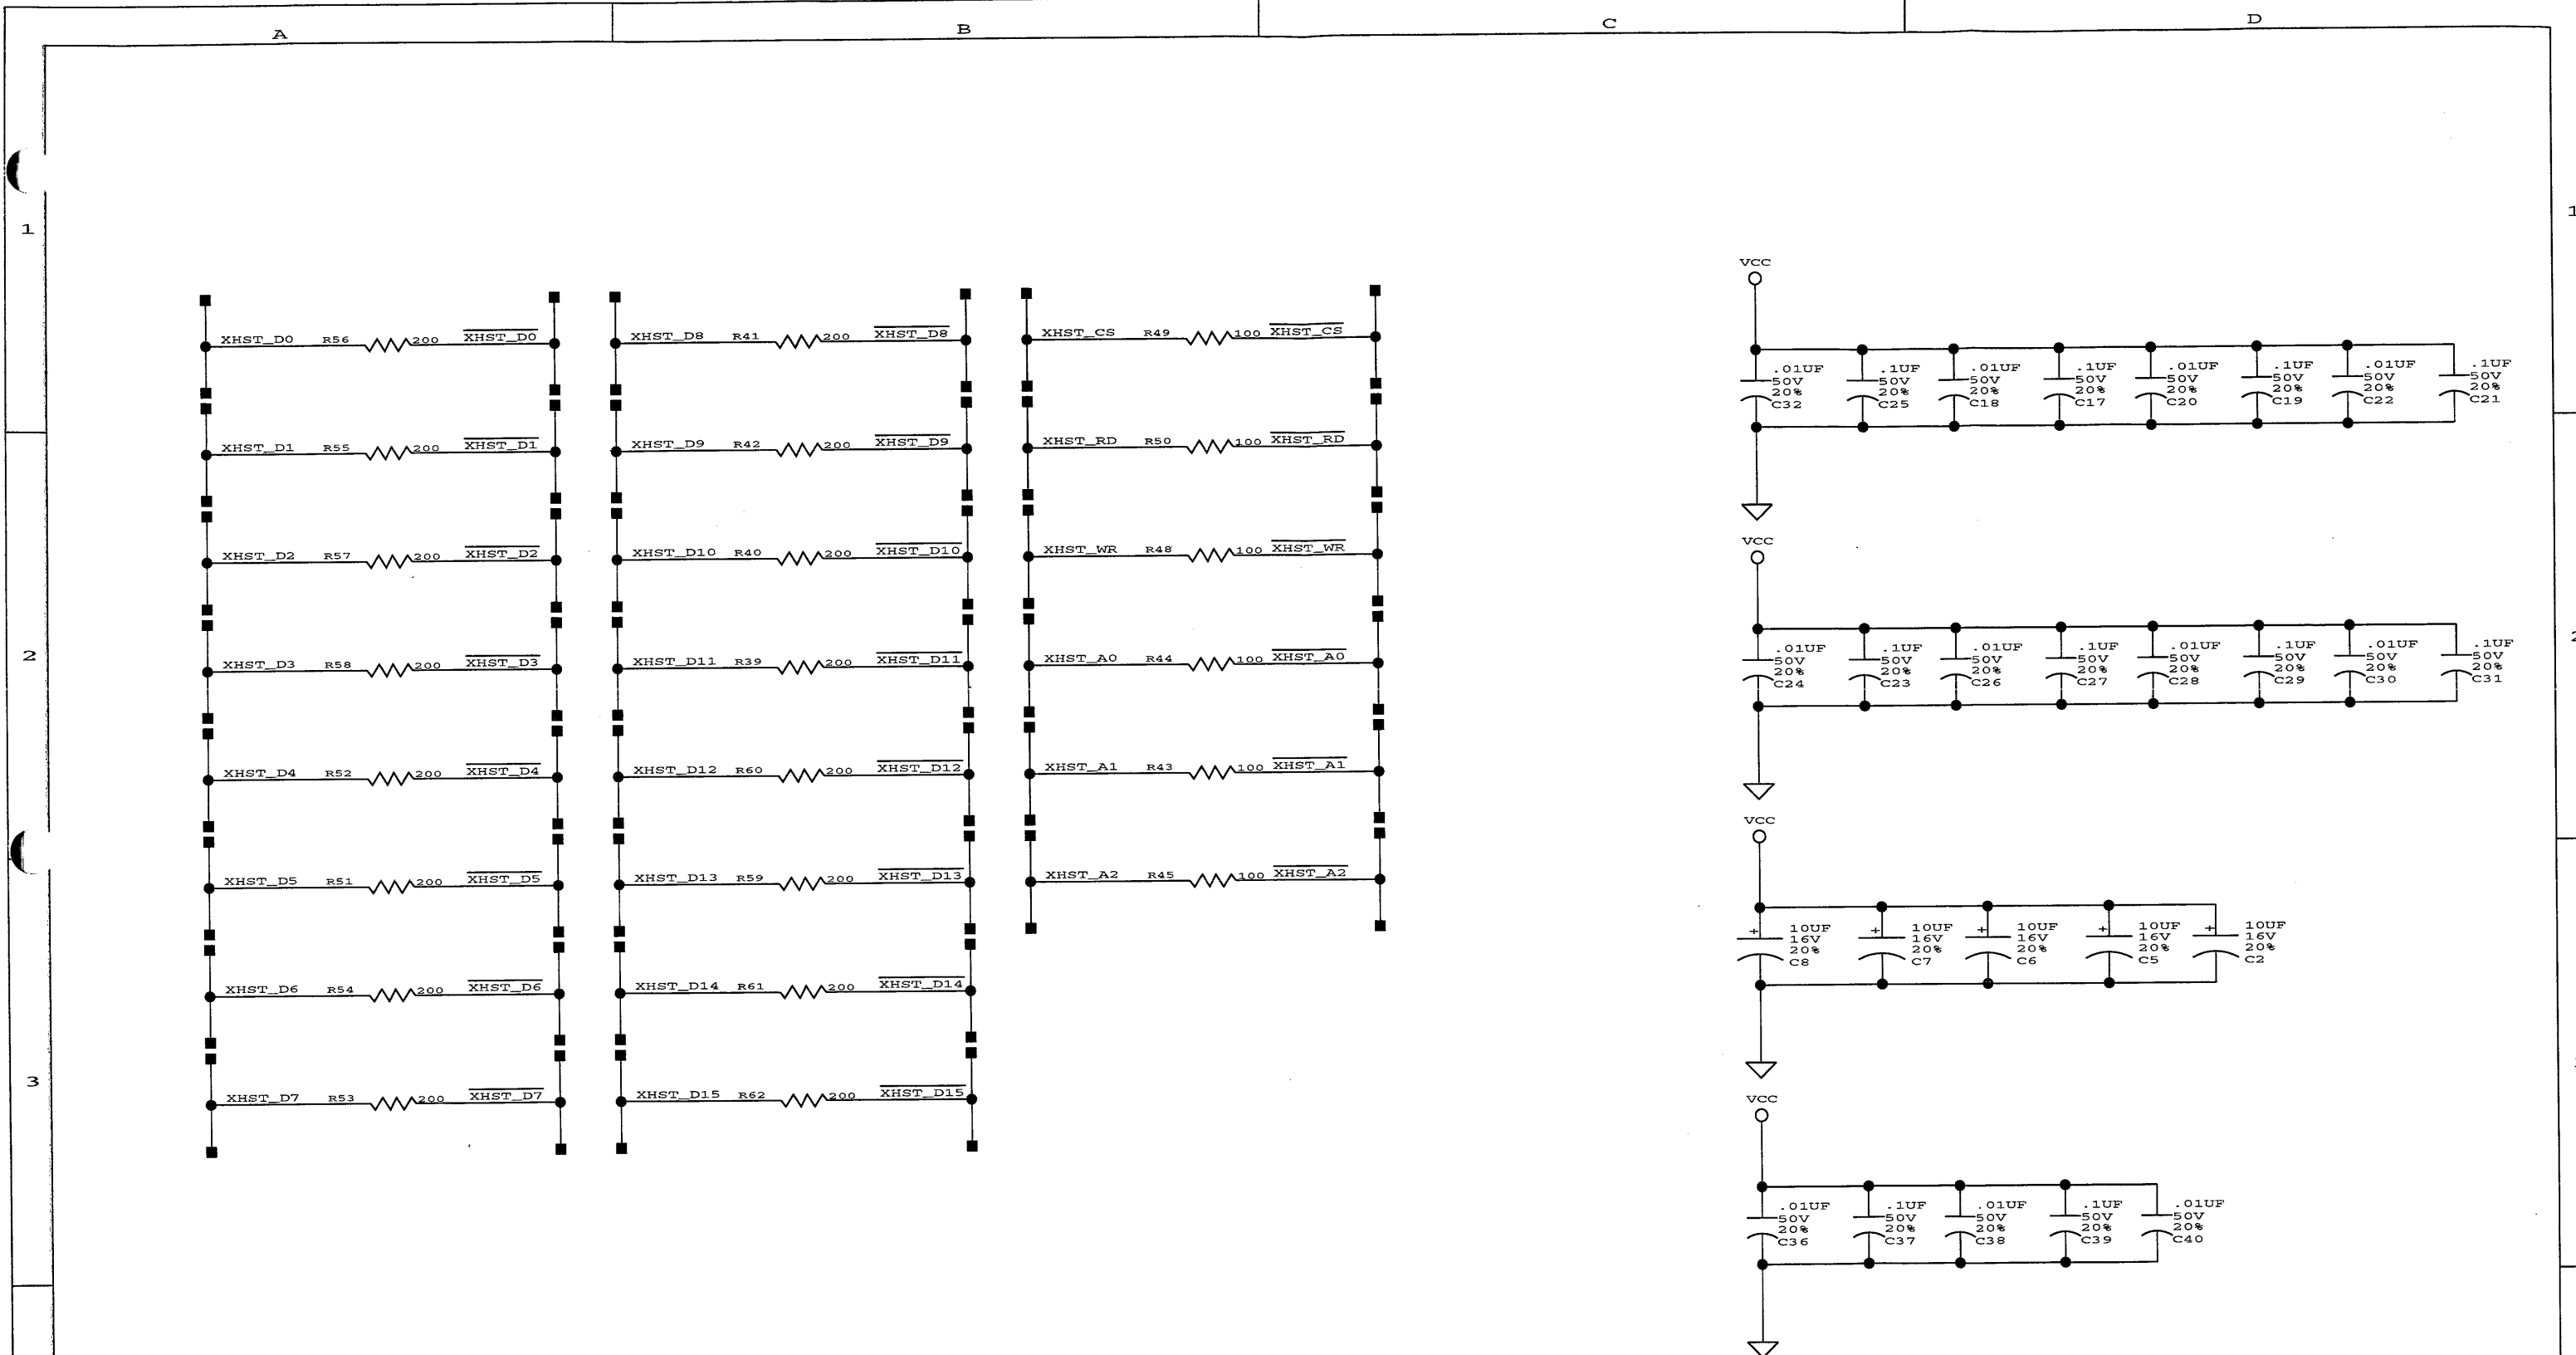 A B C D
1
1
2
3
XHST_D0 R56 200 XHST_D0
XHST_D1 R55 200 XHST_D1
XHST_D2 R57 200 XHST_D2
XHST_D3 R58 200 XHST_D3
XHST_D4 R52 200 XHST_D4
XHST_D5 R51 200 XHST_D5
XHST_D6 R54 200 XHST_D6
XHST_D7 R53 200 XHST_D7
XHST_D8 R41 200 XHST_D8
XHST_D9 R42 200 XHST_D9
XHST_D10 R40 200 XHST_D10
XHST_D11 R39 200 XHST_D11
XHST_D12 R60 200 XHST_D12
XHST_D13 R59 200 XHST_D13
XHST_D14 R61 200 XHST_D14
XHST_D15 R62 200 XHST_D15
XHST_CS R49 100 XHST_CS
XHST_RD R50 100 XHST_RD
XHST_WR R48 100 XHST_WR
XHST_A0 R44 100 XHST_A0
XHST_A1 R43 100 XHST_A1
XHST_A2 R45 100 XHST_A2
VCC
.01UF .1UF .01UF .1UF .01UF .1UF .01UF .1UF
50V 50V 50V 50V 50V 50V 50V 50V
20% 20% 20% 20% 20% 20% 20% 20%
C32 C25 C18 C17 C20 C19 C22 C21
VCC
.01UF .1UF .01UF .1UF .01UF .1UF .01UF .1UF
50V 50V 50V 50V 50V 50V 50V 50V
20% 20% 20% 20% 20% 20% 20% 20%
C24 C23 C26 C27 C28 C29 C30 C31
VCC
+ 10UF + 10UF + 10UF + 10UF + 10UF
16V 16V 16V 16V 16V
20% 20% 20% 20% 20%
C8 C7 C6 C5 C2
VCC
.01UF .1UF .01UF .1UF .01UF
50V 50V 50V 50V 50V
20% 20% 20% 20% 20%
C36 C37 C38 C39 C40